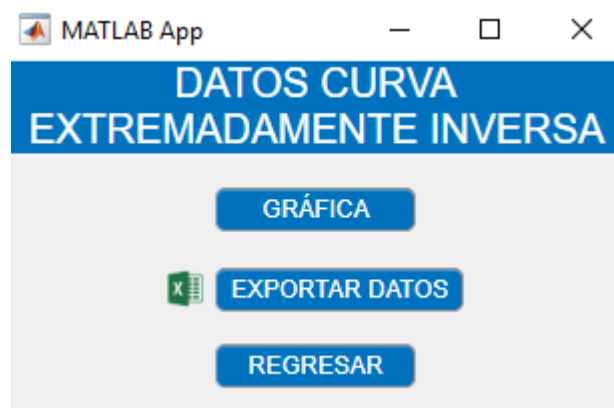 MATLAB App
DATOS CURVA
EXTREMADAMENTE INVERSA
GRÁFICA
X
EXPORTAR DATOS
REGRESAR